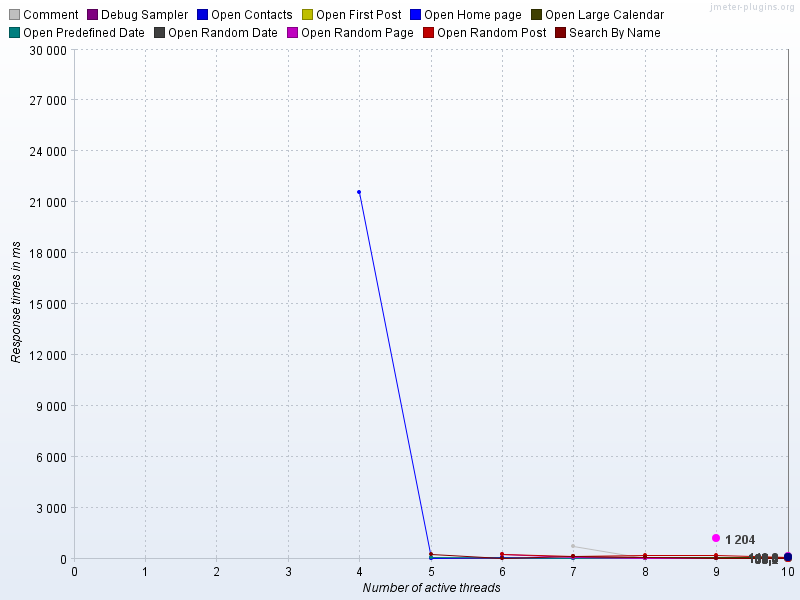 jmeter-plugins.org
Comment Debug Sampler Open Contacts Open First Post Open Home page Open Large Calendar
Open Predefined Date Open Random Date Open Random Page Open Random Post Search By Name
30 000
27 000
24 000
21 000
18 000
15 000
12 000
9 000
6 000
3 000
0
Response times in ms
1 204
0 1 2 3 4 5 6 7 8 9 10
Number of active threads